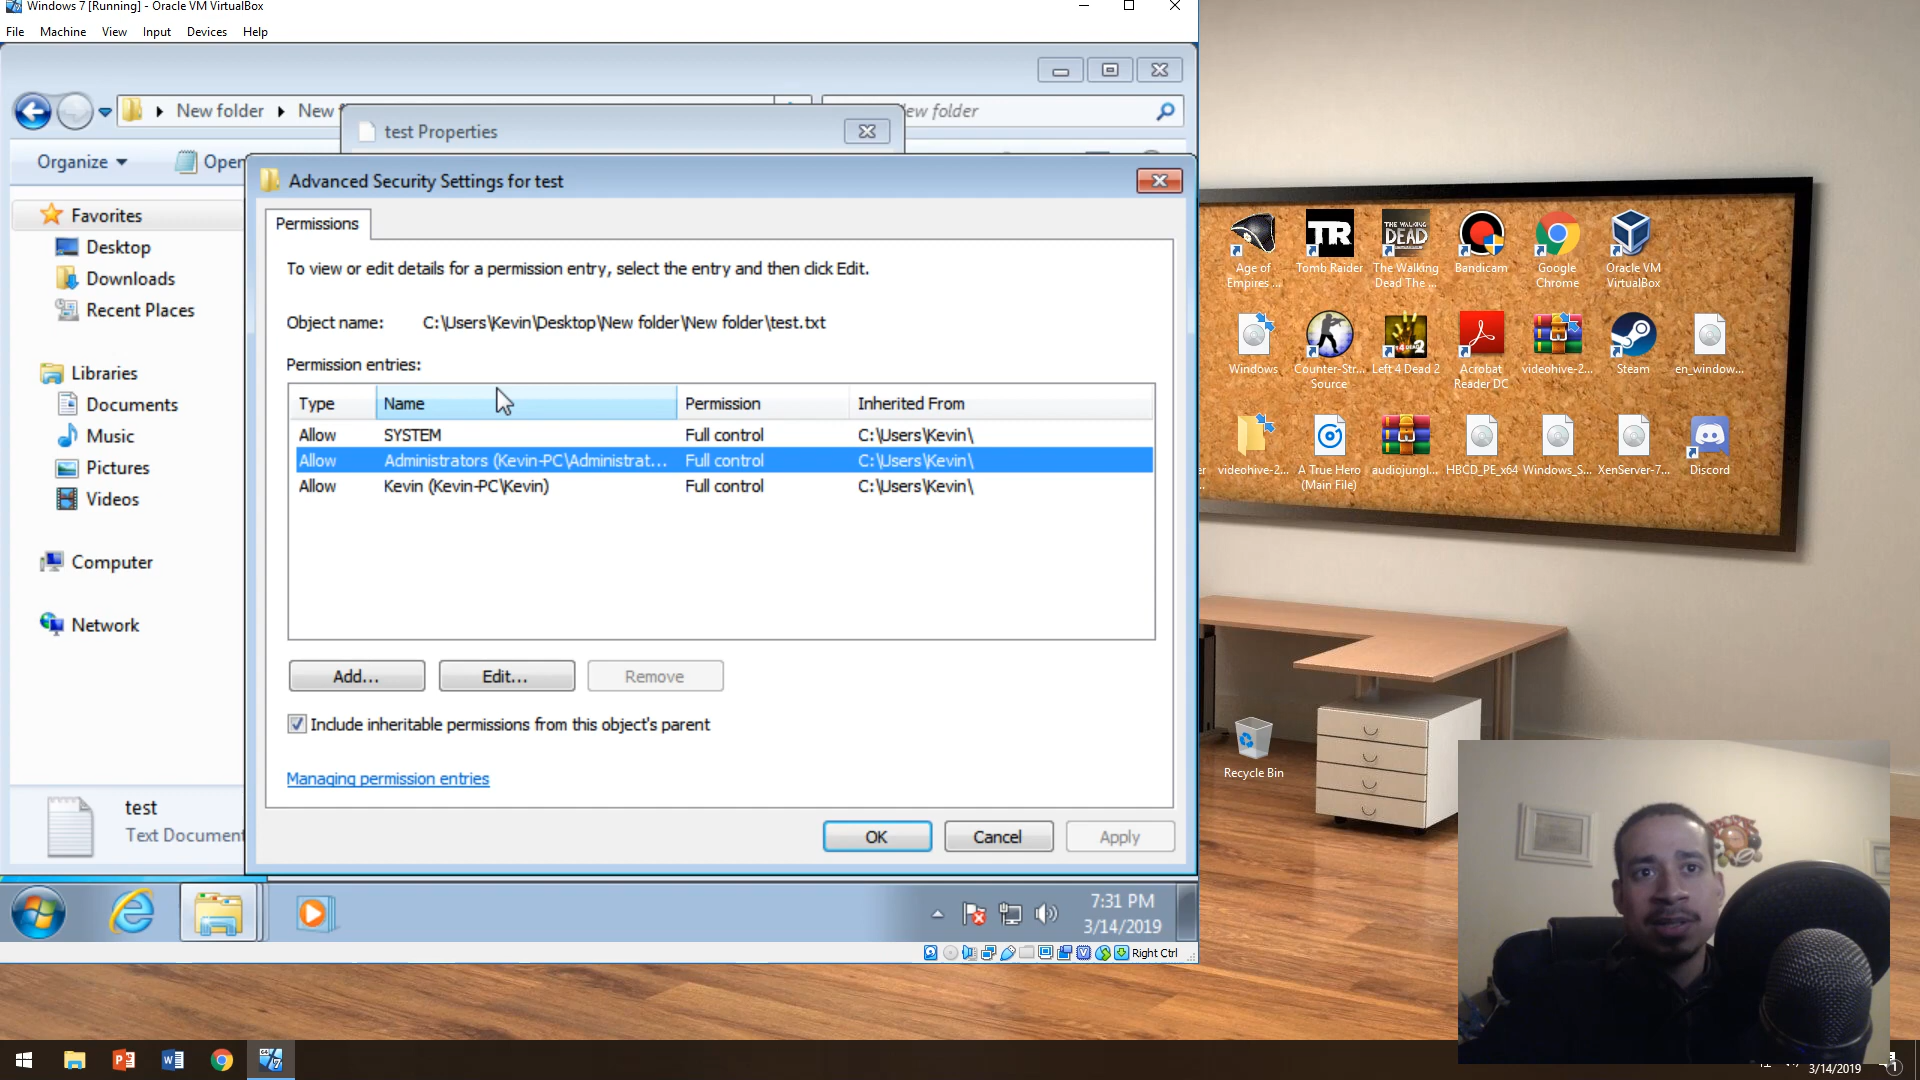 Windows 7 [Running] - Oracle VM VirtualBox
File Machine View Input Devices Help
New folder New
ew folder
test Properties
Organize
Open
Advanced Security Settings for test
Permissions
To view or edit details for a permission entry, select the entry and then click Edit.
Object name: C:\Users\Kevin\Desktop\New folder\New folder\test.txt
Permission entries:
Type Name Permission Inherited From
Allow SYSTEM Full control C:\Users\Kevin\
Allow Administrators (Kevin-PC\Administrat... Full control C:\Users\Kevin\
Allow Kevin (Kevin-PC\Kevin) Full control C:\Users\Kevin\
Add... Edit... Remove
Include inheritable permissions from this object's parent
Managing permission entries
OK Cancel Apply
Favorites
Desktop
Downloads
Recent Places
Libraries
Documents
Music
Pictures
Videos
Computer
Network
test
Text Document
7:31 PM
3/14/2019
Right Ctrl
TR
THE WALKING
DEAD
Age of
Empires ...
Tomb Raider
The Walking
Dead The ...
Bandicam
Google
Chrome
Oracle VM
VirtualBox
Windows
Counter-Str...
Source
Left 4 Dead 2
Acrobat
Reader DC
videohive-2...
Steam
en_window...
videohive-2...
A True Hero
(Main File)
audiojungl...
HBCD_PE_x64
Windows_S...
XenServer-7...
Discord
Recycle Bin
3/14/2019
1